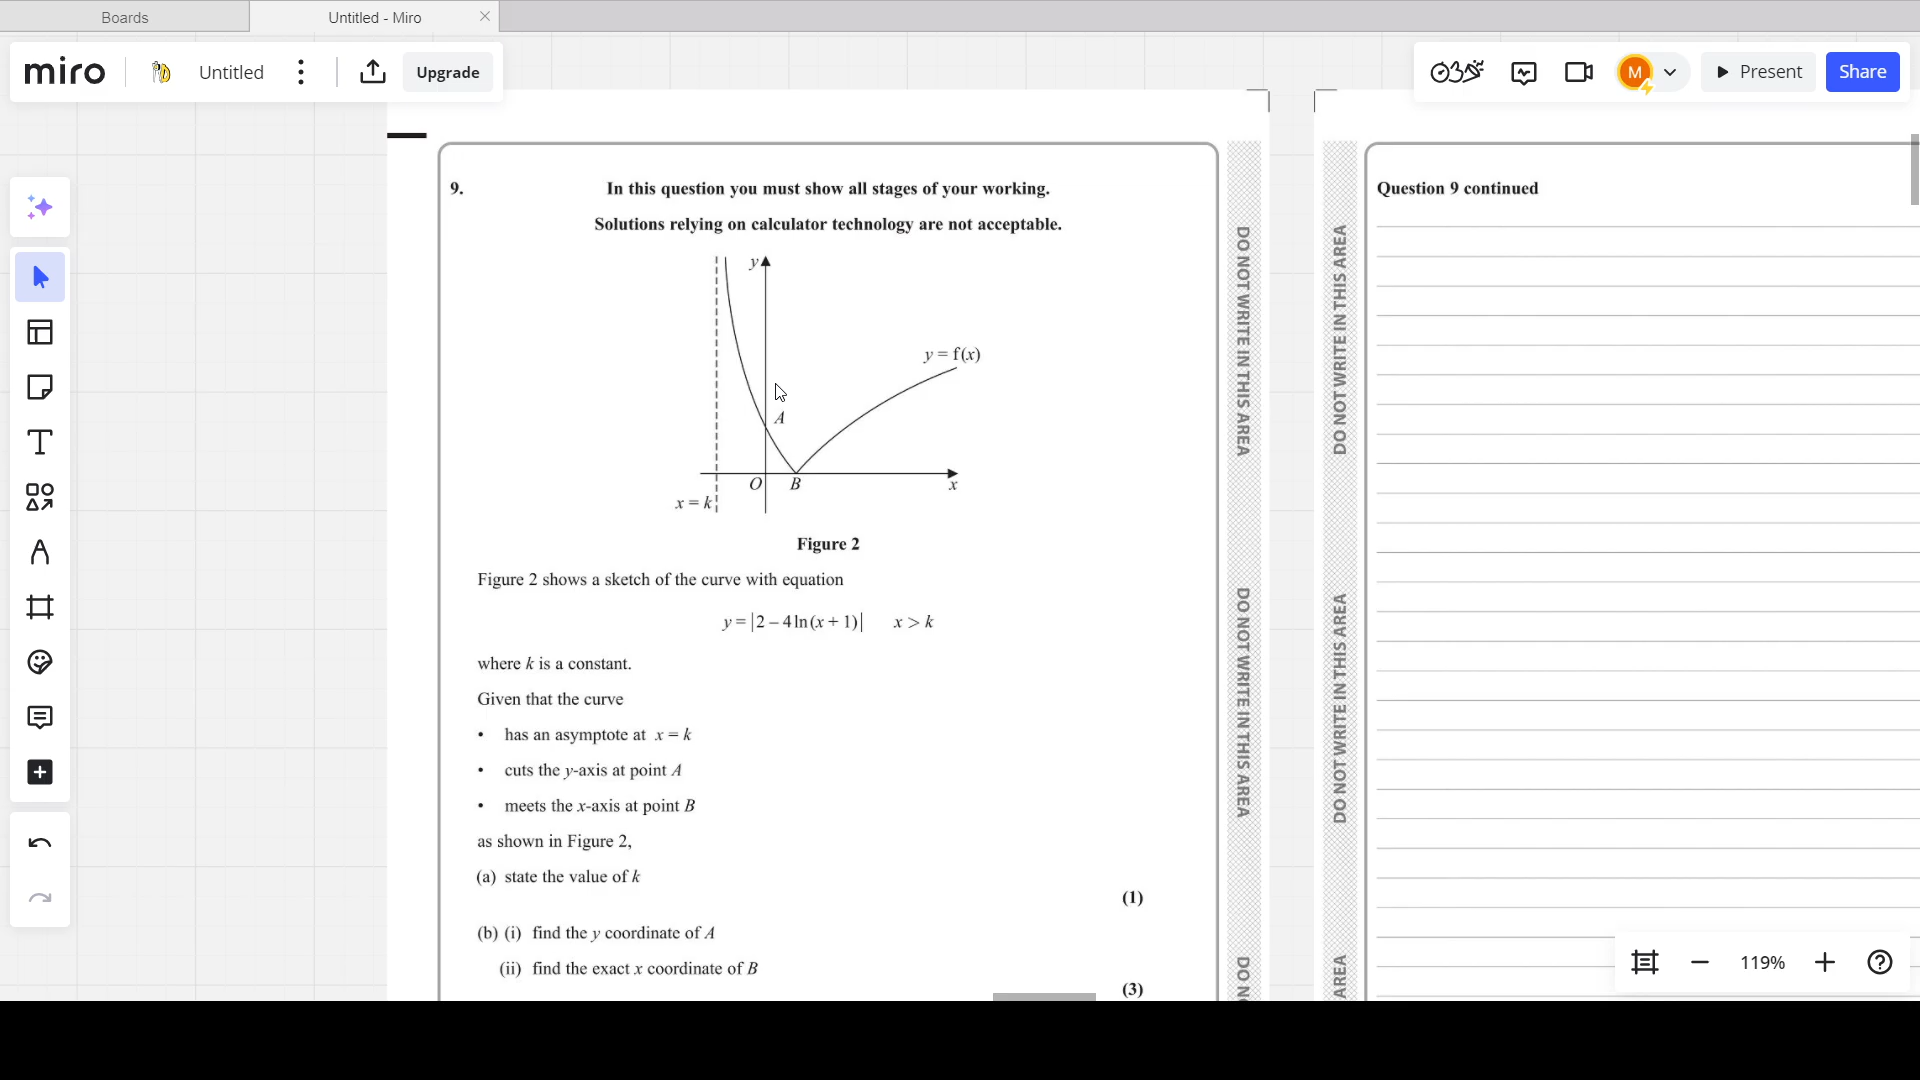 Boards
Untitled - Miro
miro
Untitled
Upgrade
M
Present
Share
9.
In this question you must show all stages of your working.
Solutions relying on calculator technology are not acceptable.
y
y = f(x)
A
O
B
x
x = k
Figure 2
Figure 2 shows a sketch of the curve with equation
y = |2 – 4 ln(x + 1)| x > k
where k is a constant.
Given that the curve
• has an asymptote at x = k
• cuts the y-axis at point A
• meets the x-axis at point B
as shown in Figure 2,
(a) state the value of k
(1)
(b) (i) find the y coordinate of A
(ii) find the exact x coordinate of B
(3)
DO NOT WRITE IN THIS AREA
DO NOT WRITE IN THIS AREA
DO N
DO NOT WRITE IN THIS AREA
DO NOT WRITE IN THIS AREA
AREA
Question 9 continued
119%